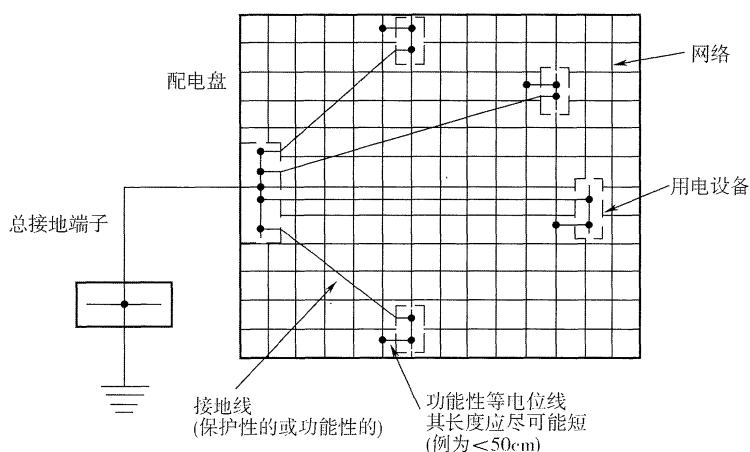 网络
配电盘
用电设备
总接地端子
接地线
(保护性的或功能性的)
功能性等电位线
其长度应尽可能短
(例为<50cm)